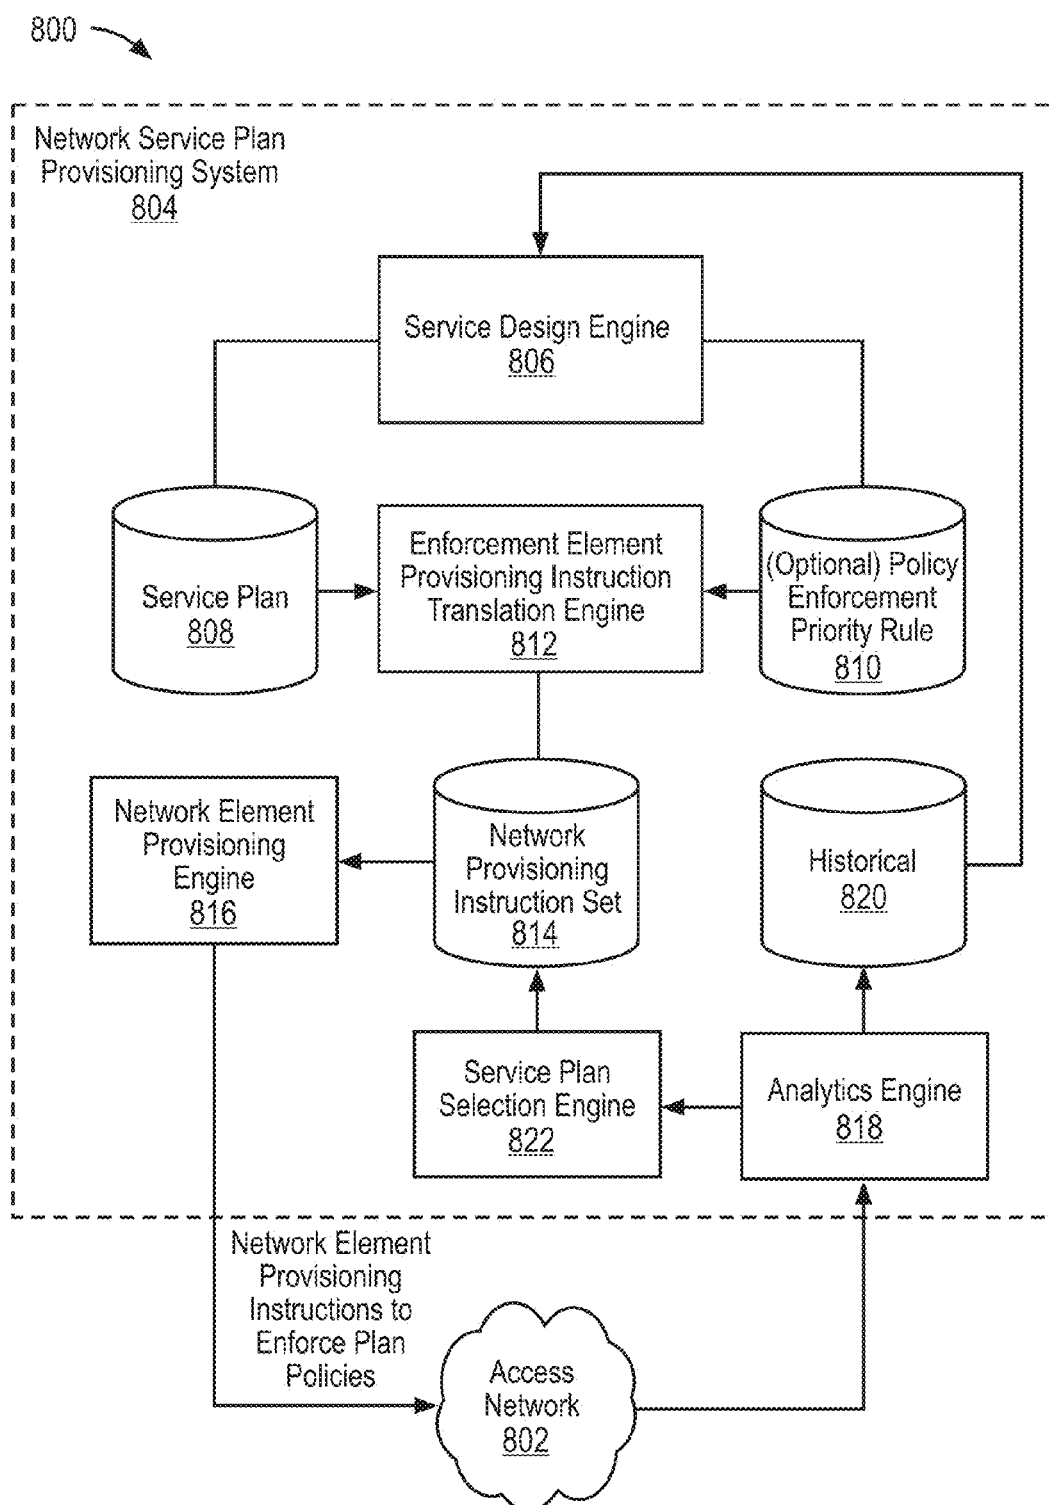 800
Network Service Plan
Provisioning System
804
Service Design Engine
806
Service Plan
808
Enforcement Element
Provisioning Instruction
Translation Engine
812
(Optional) Policy
Enforcement
Priority Rule
810
Network Element
Provisioning
Engine
816
Network
Provisioning
Instruction Set
814
Historical
820
Service Plan
Selection Engine
822
Analytics Engine
818
Network Element
Provisioning
Instructions to
Enforce Plan
Policies
Access
Network
802